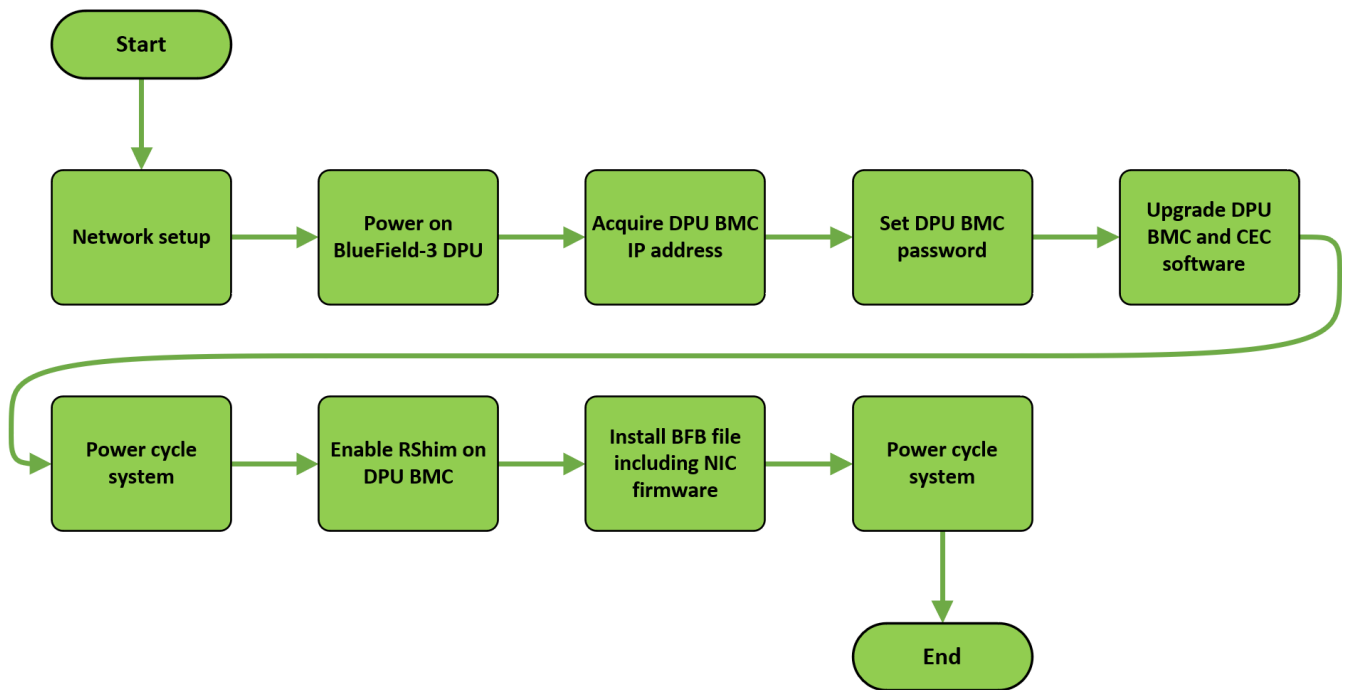 Start
Network setup
Power on
BlueField-3 DPU
Acquire DPU BMC
IP address
Set DPU BMC
password
Upgrade DPU
BMC and CEC
software
Power cycle
system
Enable RShim on
DPU BMC
Install BFB file
including NIC
firmware
Power cycle
system
End